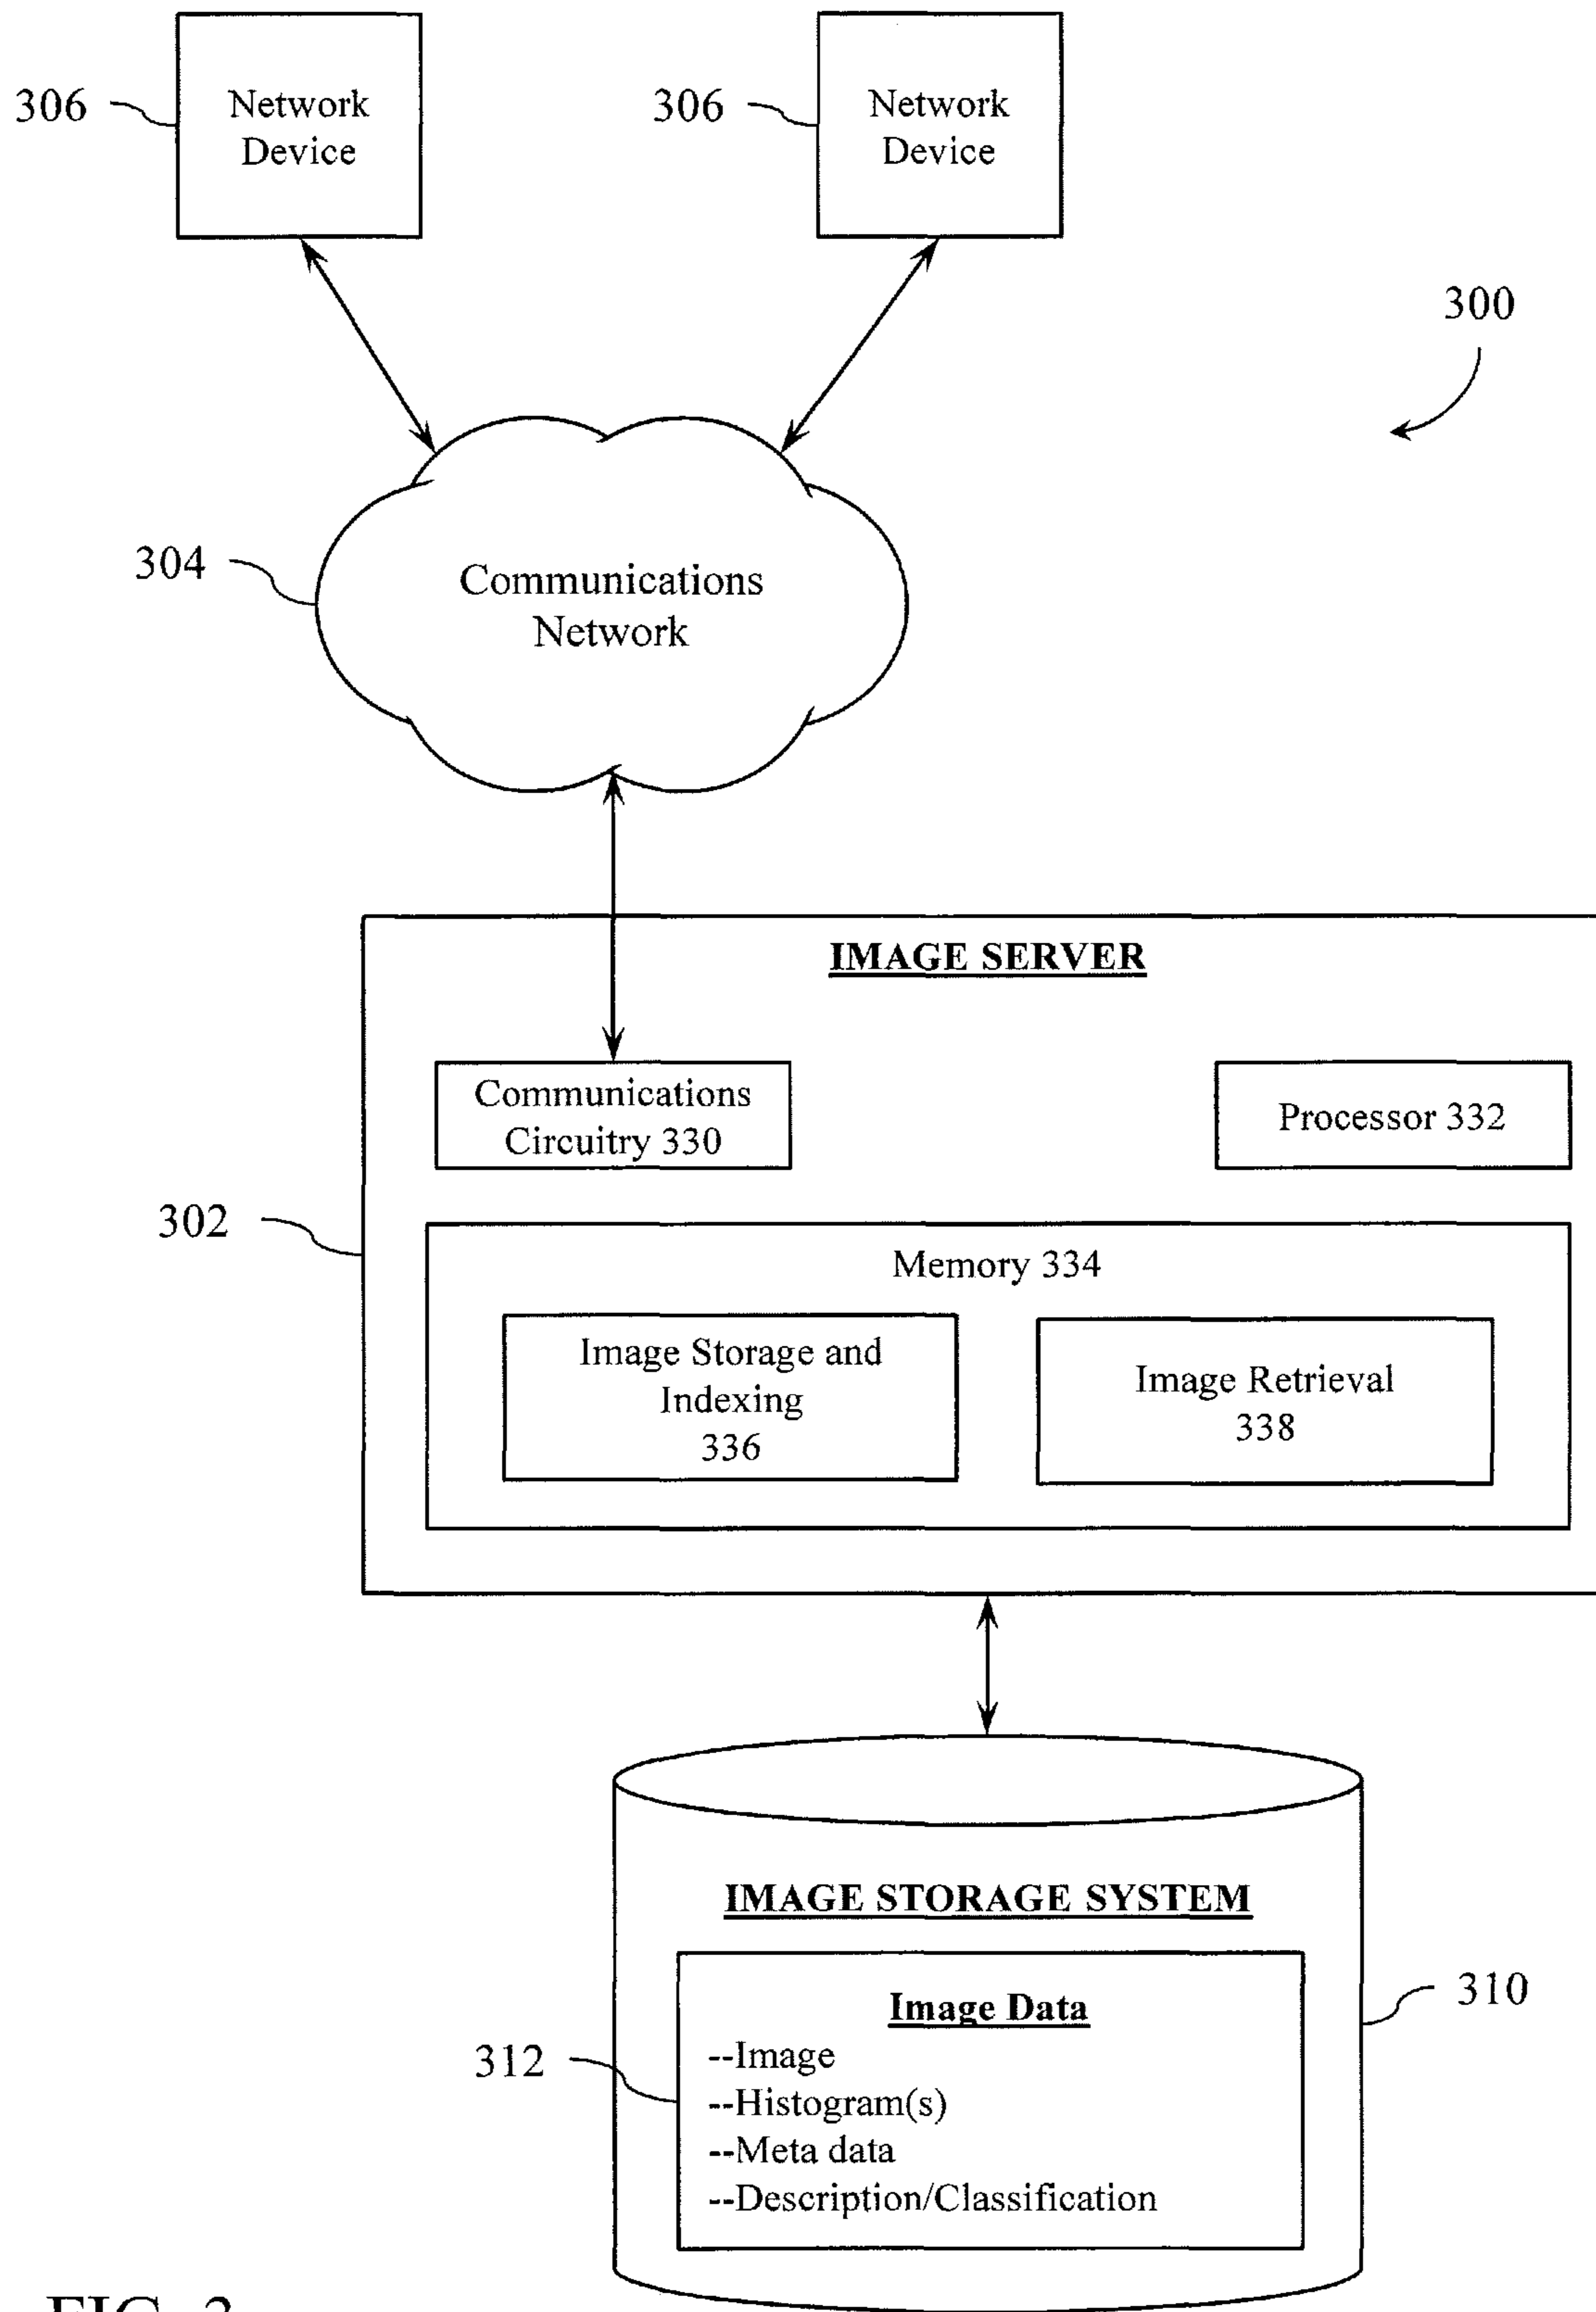 306
Network
Device
306
Network
Device
300
304
Communications
Network
IMAGE SERVER
Communications
Circuitry 330
Processor 332
302
Memory 334
Image Storage and
Indexing
336
Image Retrieval
338
IMAGE STORAGE SYSTEM
310
Image Data
312
--Image
--Histogram(s)
--Meta data
--Description/Classification